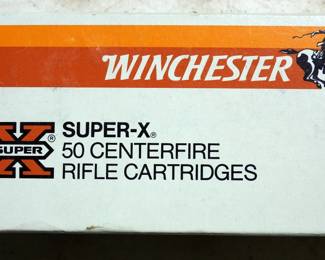 WINCHESTER
X® SUPER
SUPER-X®
50 CENTERFIRE
RIFLE CARTRIDGES